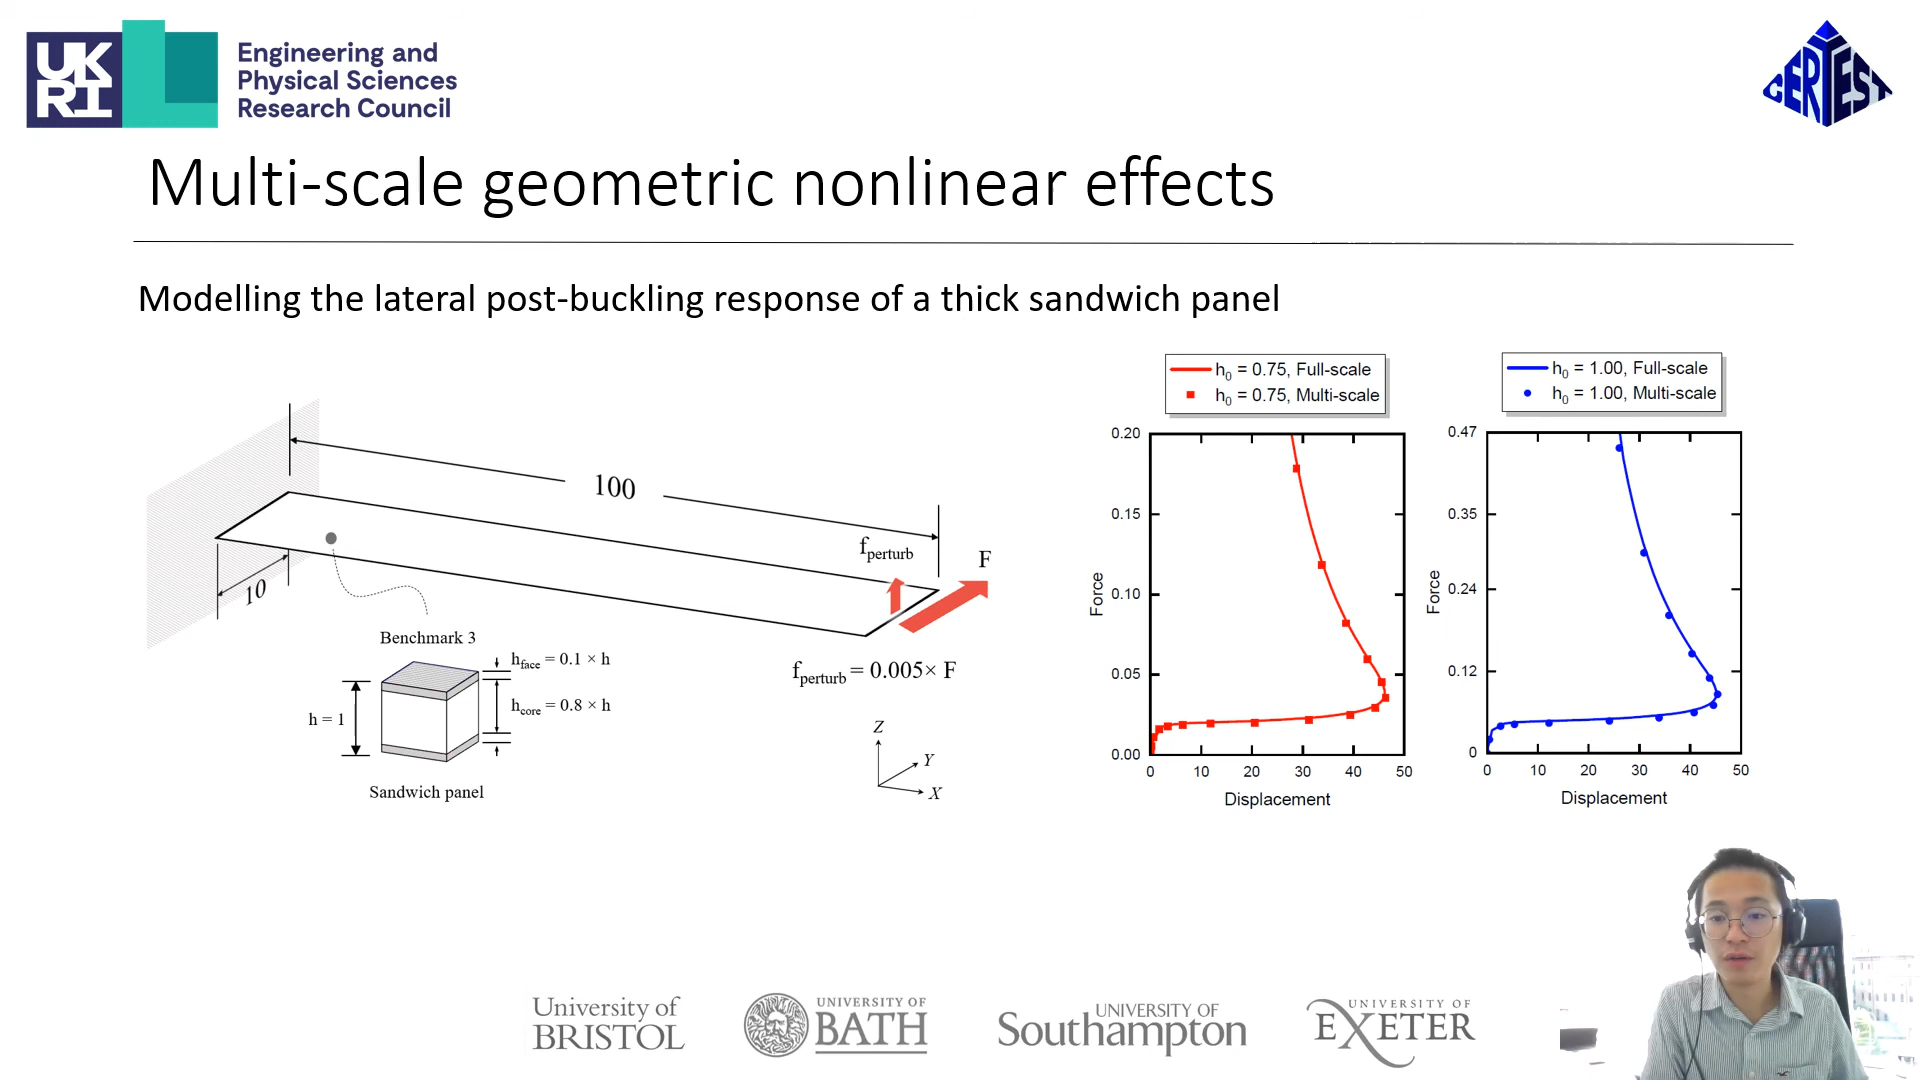 UK
RI
Engineering and
Physical Sciences
Research Council
CERTEST
Multi-scale geometric nonlinear effects
Modelling the lateral post-buckling response of a thick sandwich panel
100
10
f_perturb
F
Benchmark 3
h_face = 0.1 × h
h_core = 0.8 × h
h = 1
Sandwich panel
f_perturb = 0.005× F
Z
Y
X
h_0 = 0.75, Full-scale
h_0 = 0.75, Multi-scale
0.20
0.15
0.10
0.05
0.00
Force
0 10 20 30 40 50
Displacement
h_0 = 1.00, Full-scale
h_0 = 1.00, Multi-scale
0.47
0.35
0.24
0.12
0
Force
0 10 20 30 40 50
Displacement
University of
BRISTOL
UNIVERSITY OF
BATH
UNIVERSITY OF
Southampton
UNIVERSITY OF
EXETER